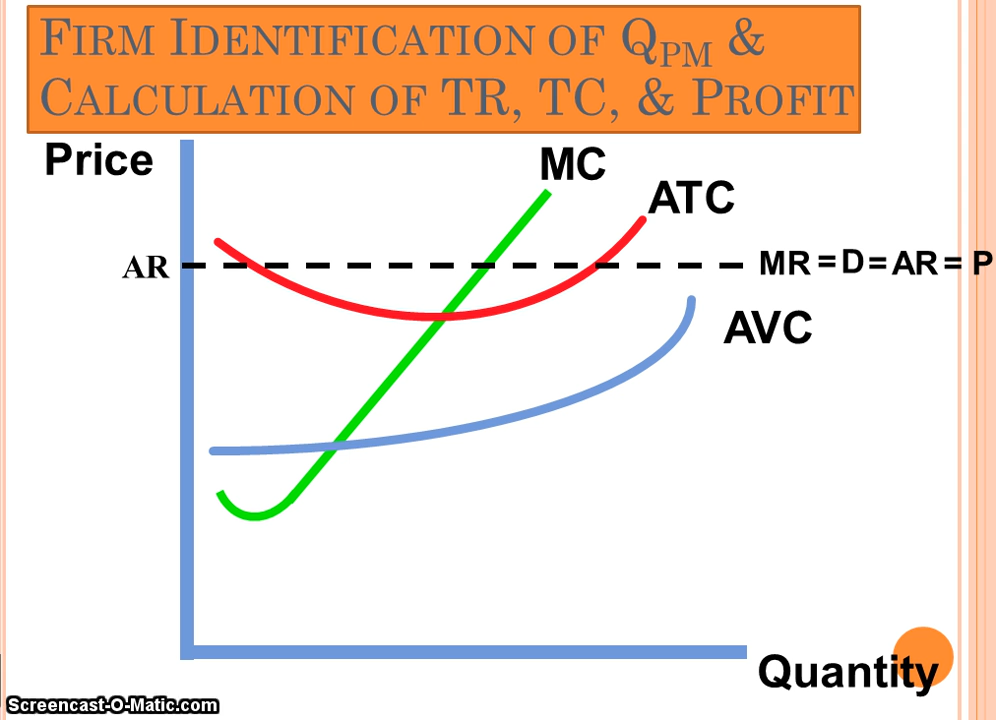 FIRM IDENTIFICATION OF QPM &
CALCULATION OF TR, TC, & PROFIT
Price
MC
ATC
AR
MR = D = AR = P
AVC
Quantity
Screencast-O-Matic.com